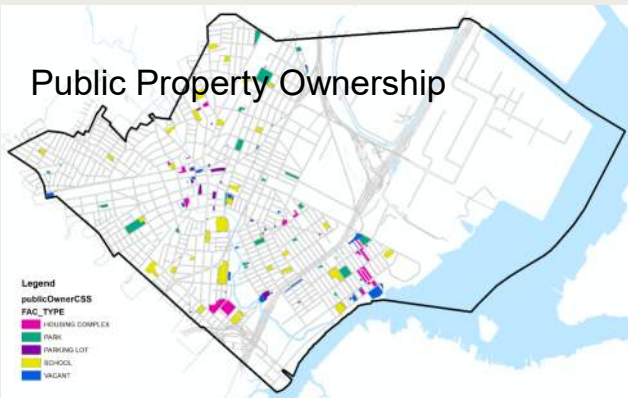 Public Property Ownership
Legend
publicOwnerCSS
FAC_TYPE
HOUSING COMPLEX
PARK
PARKING LOT
SCHOOL
VACANT